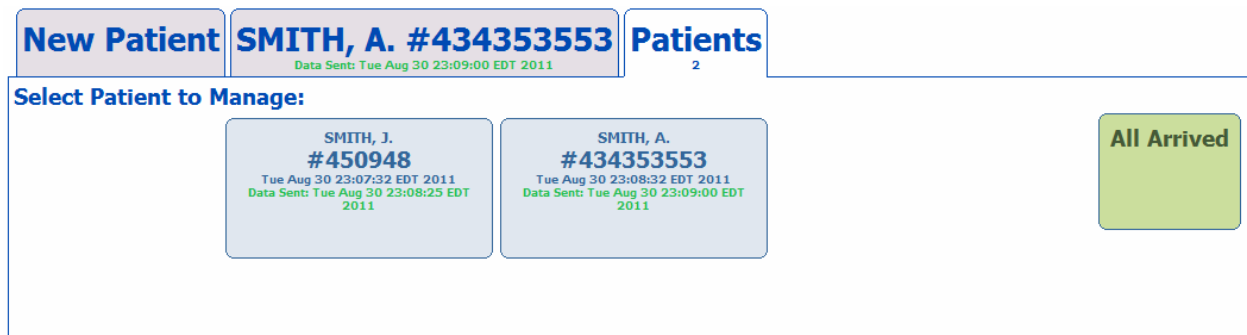 New Patient
SMITH, A. #434353553
Data Sent: Tue Aug 30 23:09:00 EDT 2011
Patients
2
Select Patient to Manage:
SMITH, J.
#450948
Tue Aug 30 23:07:32 EDT 2011
Data Sent: Tue Aug 30 23:08:25 EDT
2011
SMITH, A.
#434353553
Tue Aug 30 23:08:32 EDT 2011
Data Sent: Tue Aug 30 23:09:00 EDT
2011
All Arrived